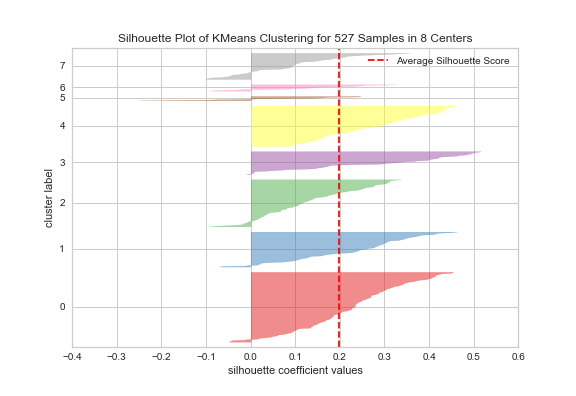 Silhouette Plot of KMeans Clustering for 527 Samples in 8 Centers
Average Silhouette Score
7
6
5
4
3
2
1
0
cluster label
−0.4 −0.3 −0.2 −0.1 0.0 0.1 0.2 0.3 0.4 0.5 0.6
silhouette coefficient values